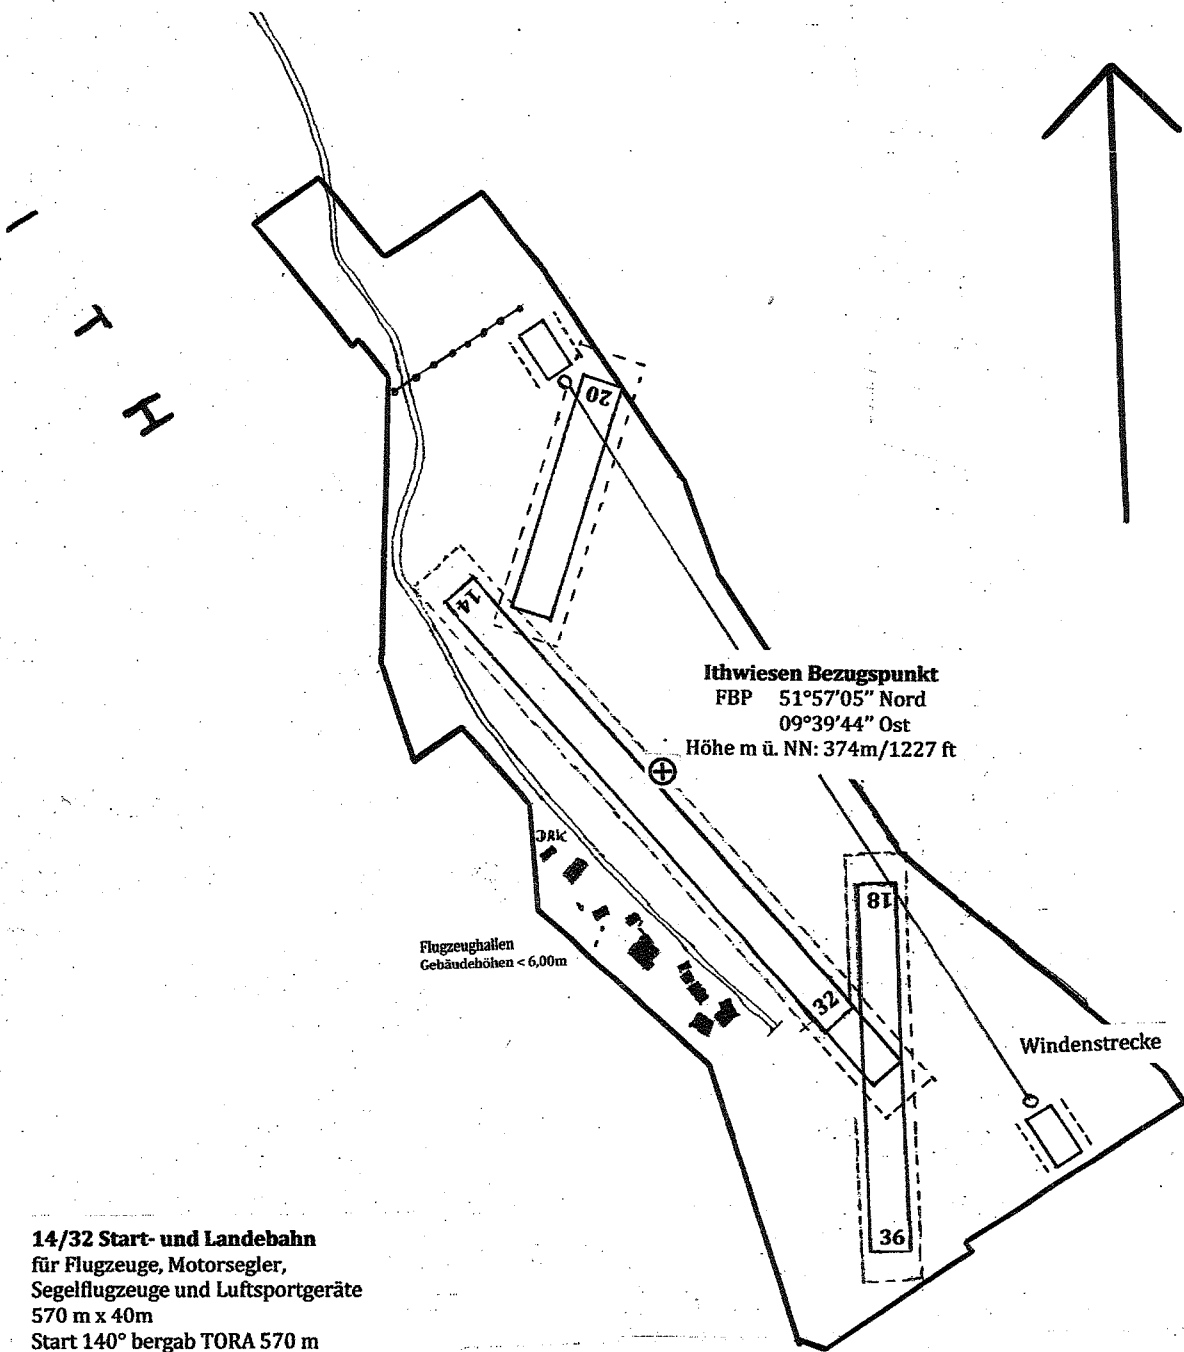 I
T
H
20
14
Ithwiesen Bezugspunkt
FBP 51°57'05" Nord
09°39'44" Ost
Höhe m ü. NN: 374m/1227 ft
DRK
18
Flugzeughallen
Gebäudehöhen < 6,00m
32
Windenstrecke
36
14/32 Start- und Landebahn
für Flugzeuge, Motorsegler,
Segelflugzeuge und Luftsportgeräte
570 m x 40m
Start 140° bergab TORA 570 m